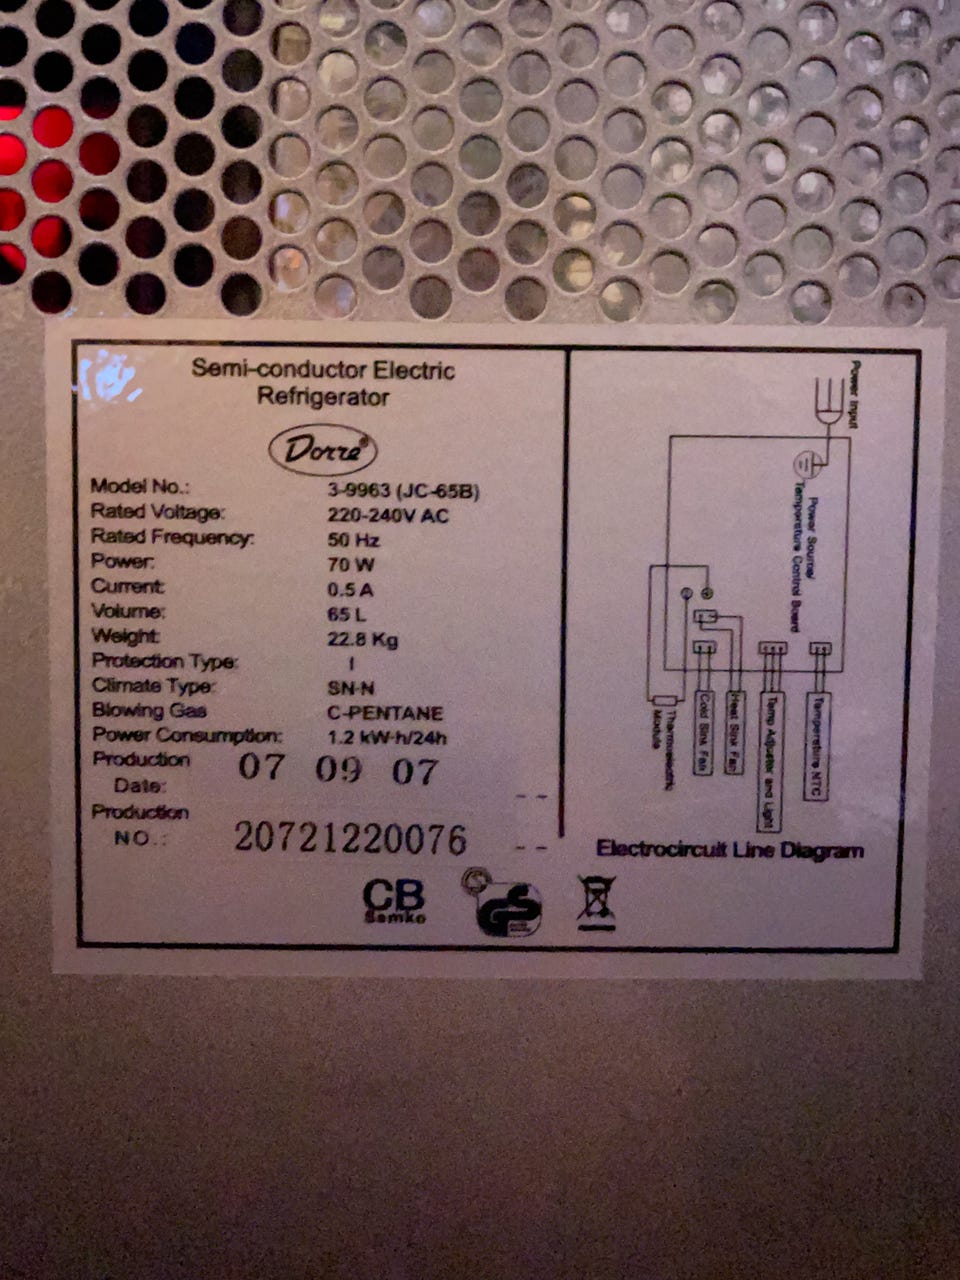 Semi-conductor Electric
Refrigerator
Dorre®
Model No.: 3-9963 (JC-65B)
Rated Voltage: 220-240V AC
Rated Frequency: 50 Hz
Power: 70 W
Current: 0.5 A
Volume: 65 L
Weight: 22.8 Kg
Protection Type: I
Climate Type: SN-N
Blowing Gas C-PENTANE
Power Consumption: 1.2 kW·h/24h
Production
Date: 07 09 07
Production
NO.: 20721220076
CB
Semko
GS
Power Input
Power Source/
Temperature Control Board
Thermoelectric
Module
Cold Sink Fan
Heat Sink Fan
Temp Adjuster and Light
Temperature NTC
Electrocircuit Line Diagram